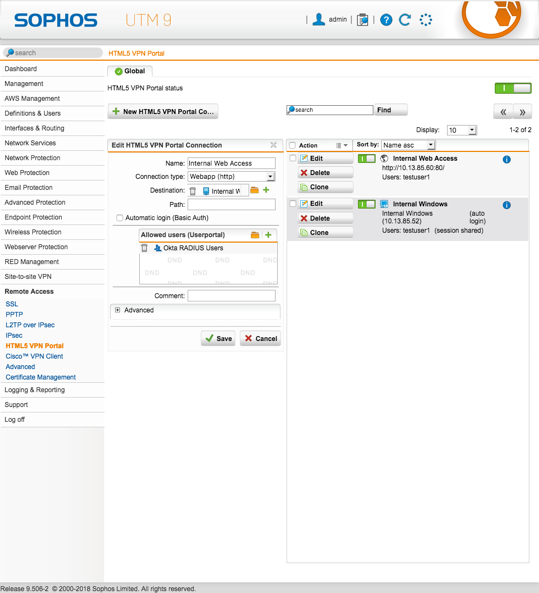 SOPHOS UTM 9
admin
search
HTML5 VPN Portal
Dashboard
Management
AWS Management
Definitions & Users
Interfaces & Routing
Network Services
Network Protection
Web Protection
Email Protection
Advanced Protection
Endpoint Protection
Wireless Protection
Webserver Protection
RED Management
Site-to-site VPN
Remote Access
SSL
PPTP
L2TP over IPsec
IPsec
HTML5 VPN Portal
Cisco™ VPN Client
Advanced
Certificate Management
Logging & Reporting
Support
Log off
Global
HTML5 VPN Portal status
New HTML5 VPN Portal Co...
search
Find
Display: 10
1-2 of 2
Edit HTML5 VPN Portal Connection
Name: Internal Web Access
Connection type: Webapp (http)
Destination: Internal W
Path:
Automatic login (Basic Auth)
Allowed users (Userportal)
Okta RADIUS Users
DND DND
DND DND DND
DND DND
Comment:
Advanced
Save
Cancel
Action
Sort by: Name asc
Edit
Delete
Clone
Internal Web Access
http://10.13.85.60:80/
Users: testuser1
Edit
Delete
Clone
Internal Windows
Internal Windows (auto
(10.13.85.52) login)
Users: testuser1 (session shared)
Release 9.506-2 © 2000-2018 Sophos Limited. All rights reserved.